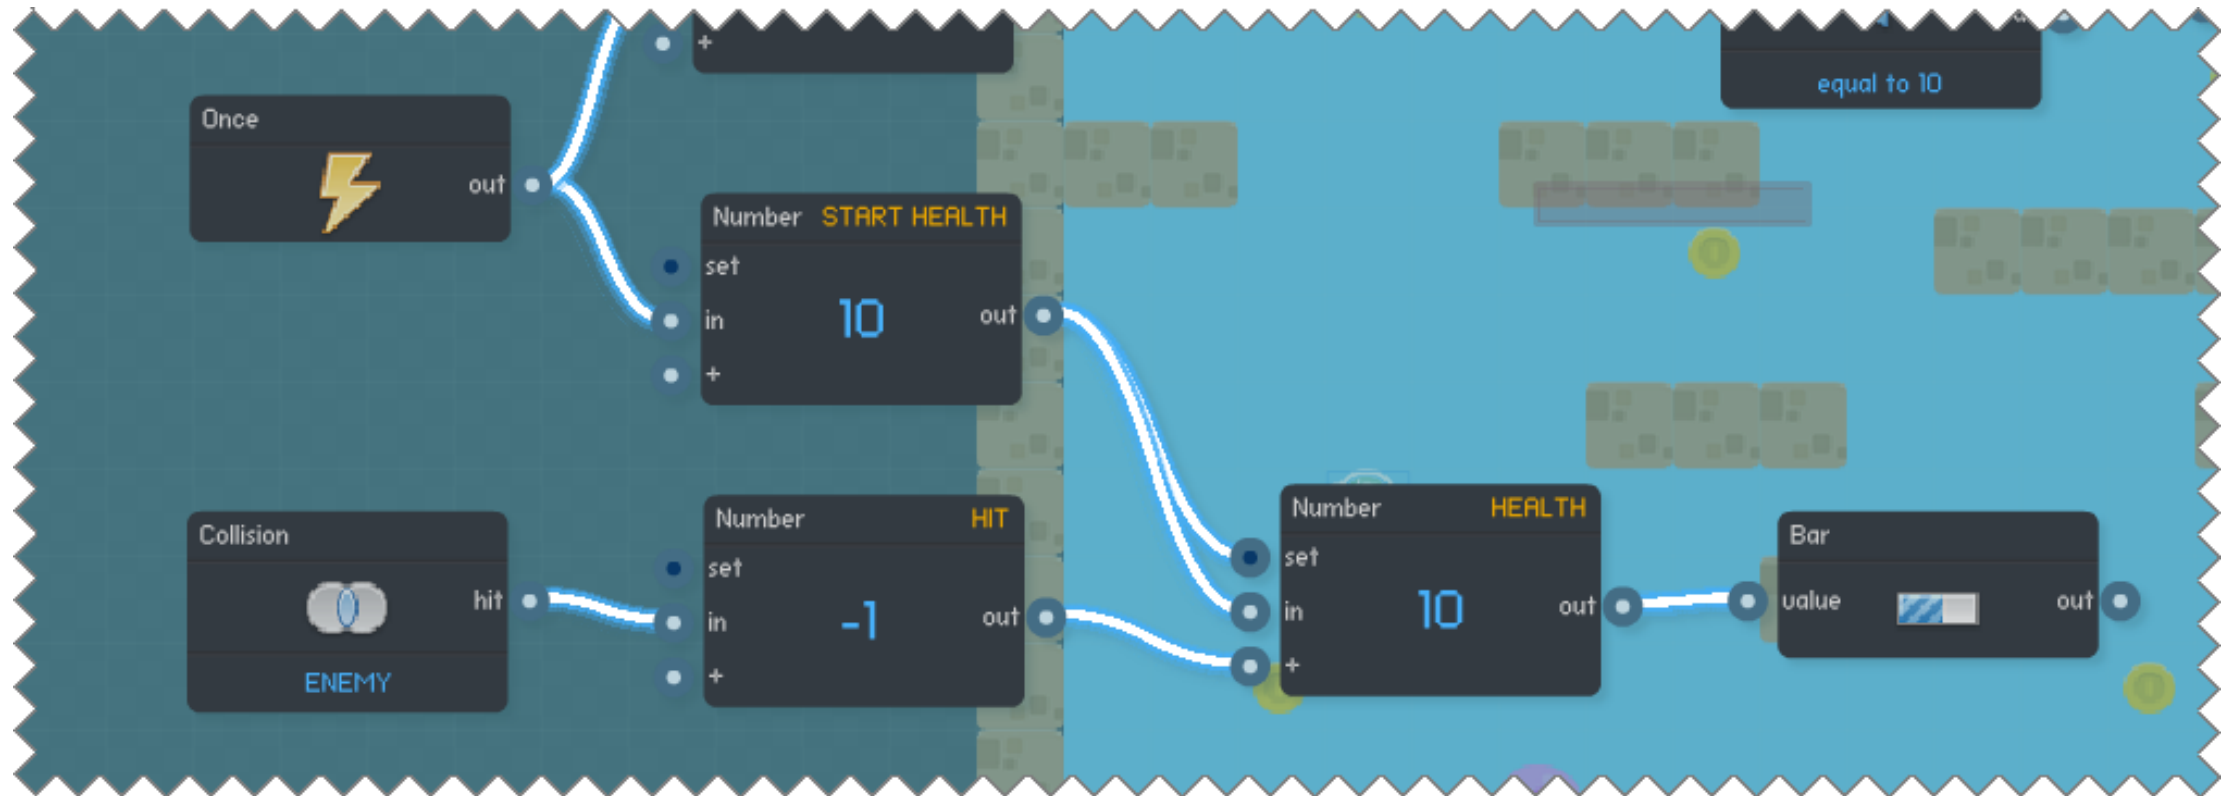 +
equal to 10
Once
out
Number START HEALTH
set
in
10
out
+
Collision
hit
ENEMY
Number HIT
set
in
-1
out
+
Number HEALTH
set
in
10
out
+
Bar
value
out